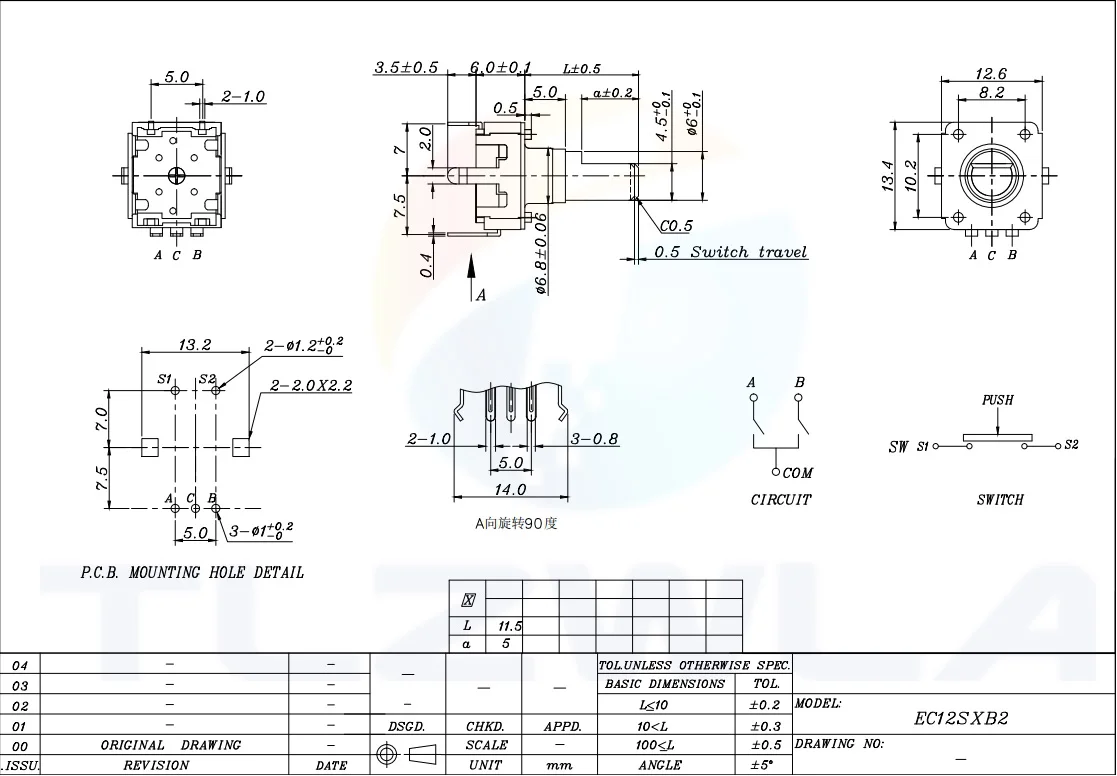 5.0
2-1.0
A C B
3.5±0.5
6.0±0.1
L±0.5
5.0
a±0.2
0.5
4.5+0-0.1
ø6+0-0.1
7
2.0
7.5
0.4
ø6.8±0.06
C0.5
0.5 Switch travel
A
12.6
8.2
13.4
10.2
A C B
13.2
2-ø1.2+0.2-0
S1 S2
2-2.0X2.2
7.0
7.5
A C B
5.0
3-ø1+0.2-0
P.C.B. MOUNTING HOLE DETAIL
2-1.0
3-0.8
5.0
14.0
A向旋转90度
A B
COM
CIRCUIT
PUSH
SW S1 S2
SWITCH
X
L 11.5
a 5
04 - -
03 - -
02 - -
01 - -
00 ORIGINAL DRAWING -
.ISSU. REVISION DATE
- - -
-
DSGD. CHKD. APPD.
SCALE -
UNIT mm
TOL.UNLESS OTHERWISE SPEC.
BASIC DIMENSIONS TOL.
L≤10 ±0.2
10<L ±0.3
100≤L ±0.5
ANGLE ±5°
MODEL:
EC12SXB2
DRAWING NO:
-
TLZWLA